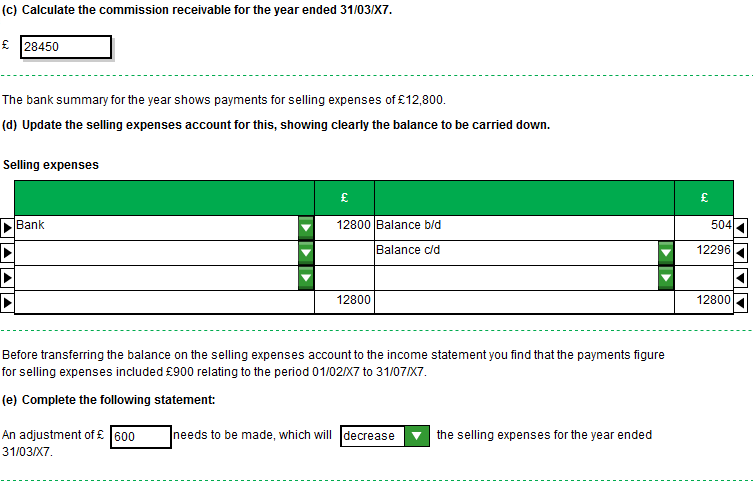 (c) Calculate the commission receivable for the year ended 31/03/X7.
£ 28450
The bank summary for the year shows payments for selling expenses of £12,800.
(d) Update the selling expenses account for this, showing clearly the balance to be carried down.
Selling expenses
£ £
Bank 12800 Balance b/d 504
Balance c/d 12296
12800 12800
Before transferring the balance on the selling expenses account to the income statement you find that the payments figure
for selling expenses included £900 relating to the period 01/02/X7 to 31/07/X7.
(e) Complete the following statement:
An adjustment of £ 600 needs to be made, which will decrease the selling expenses for the year ended
31/03/X7.